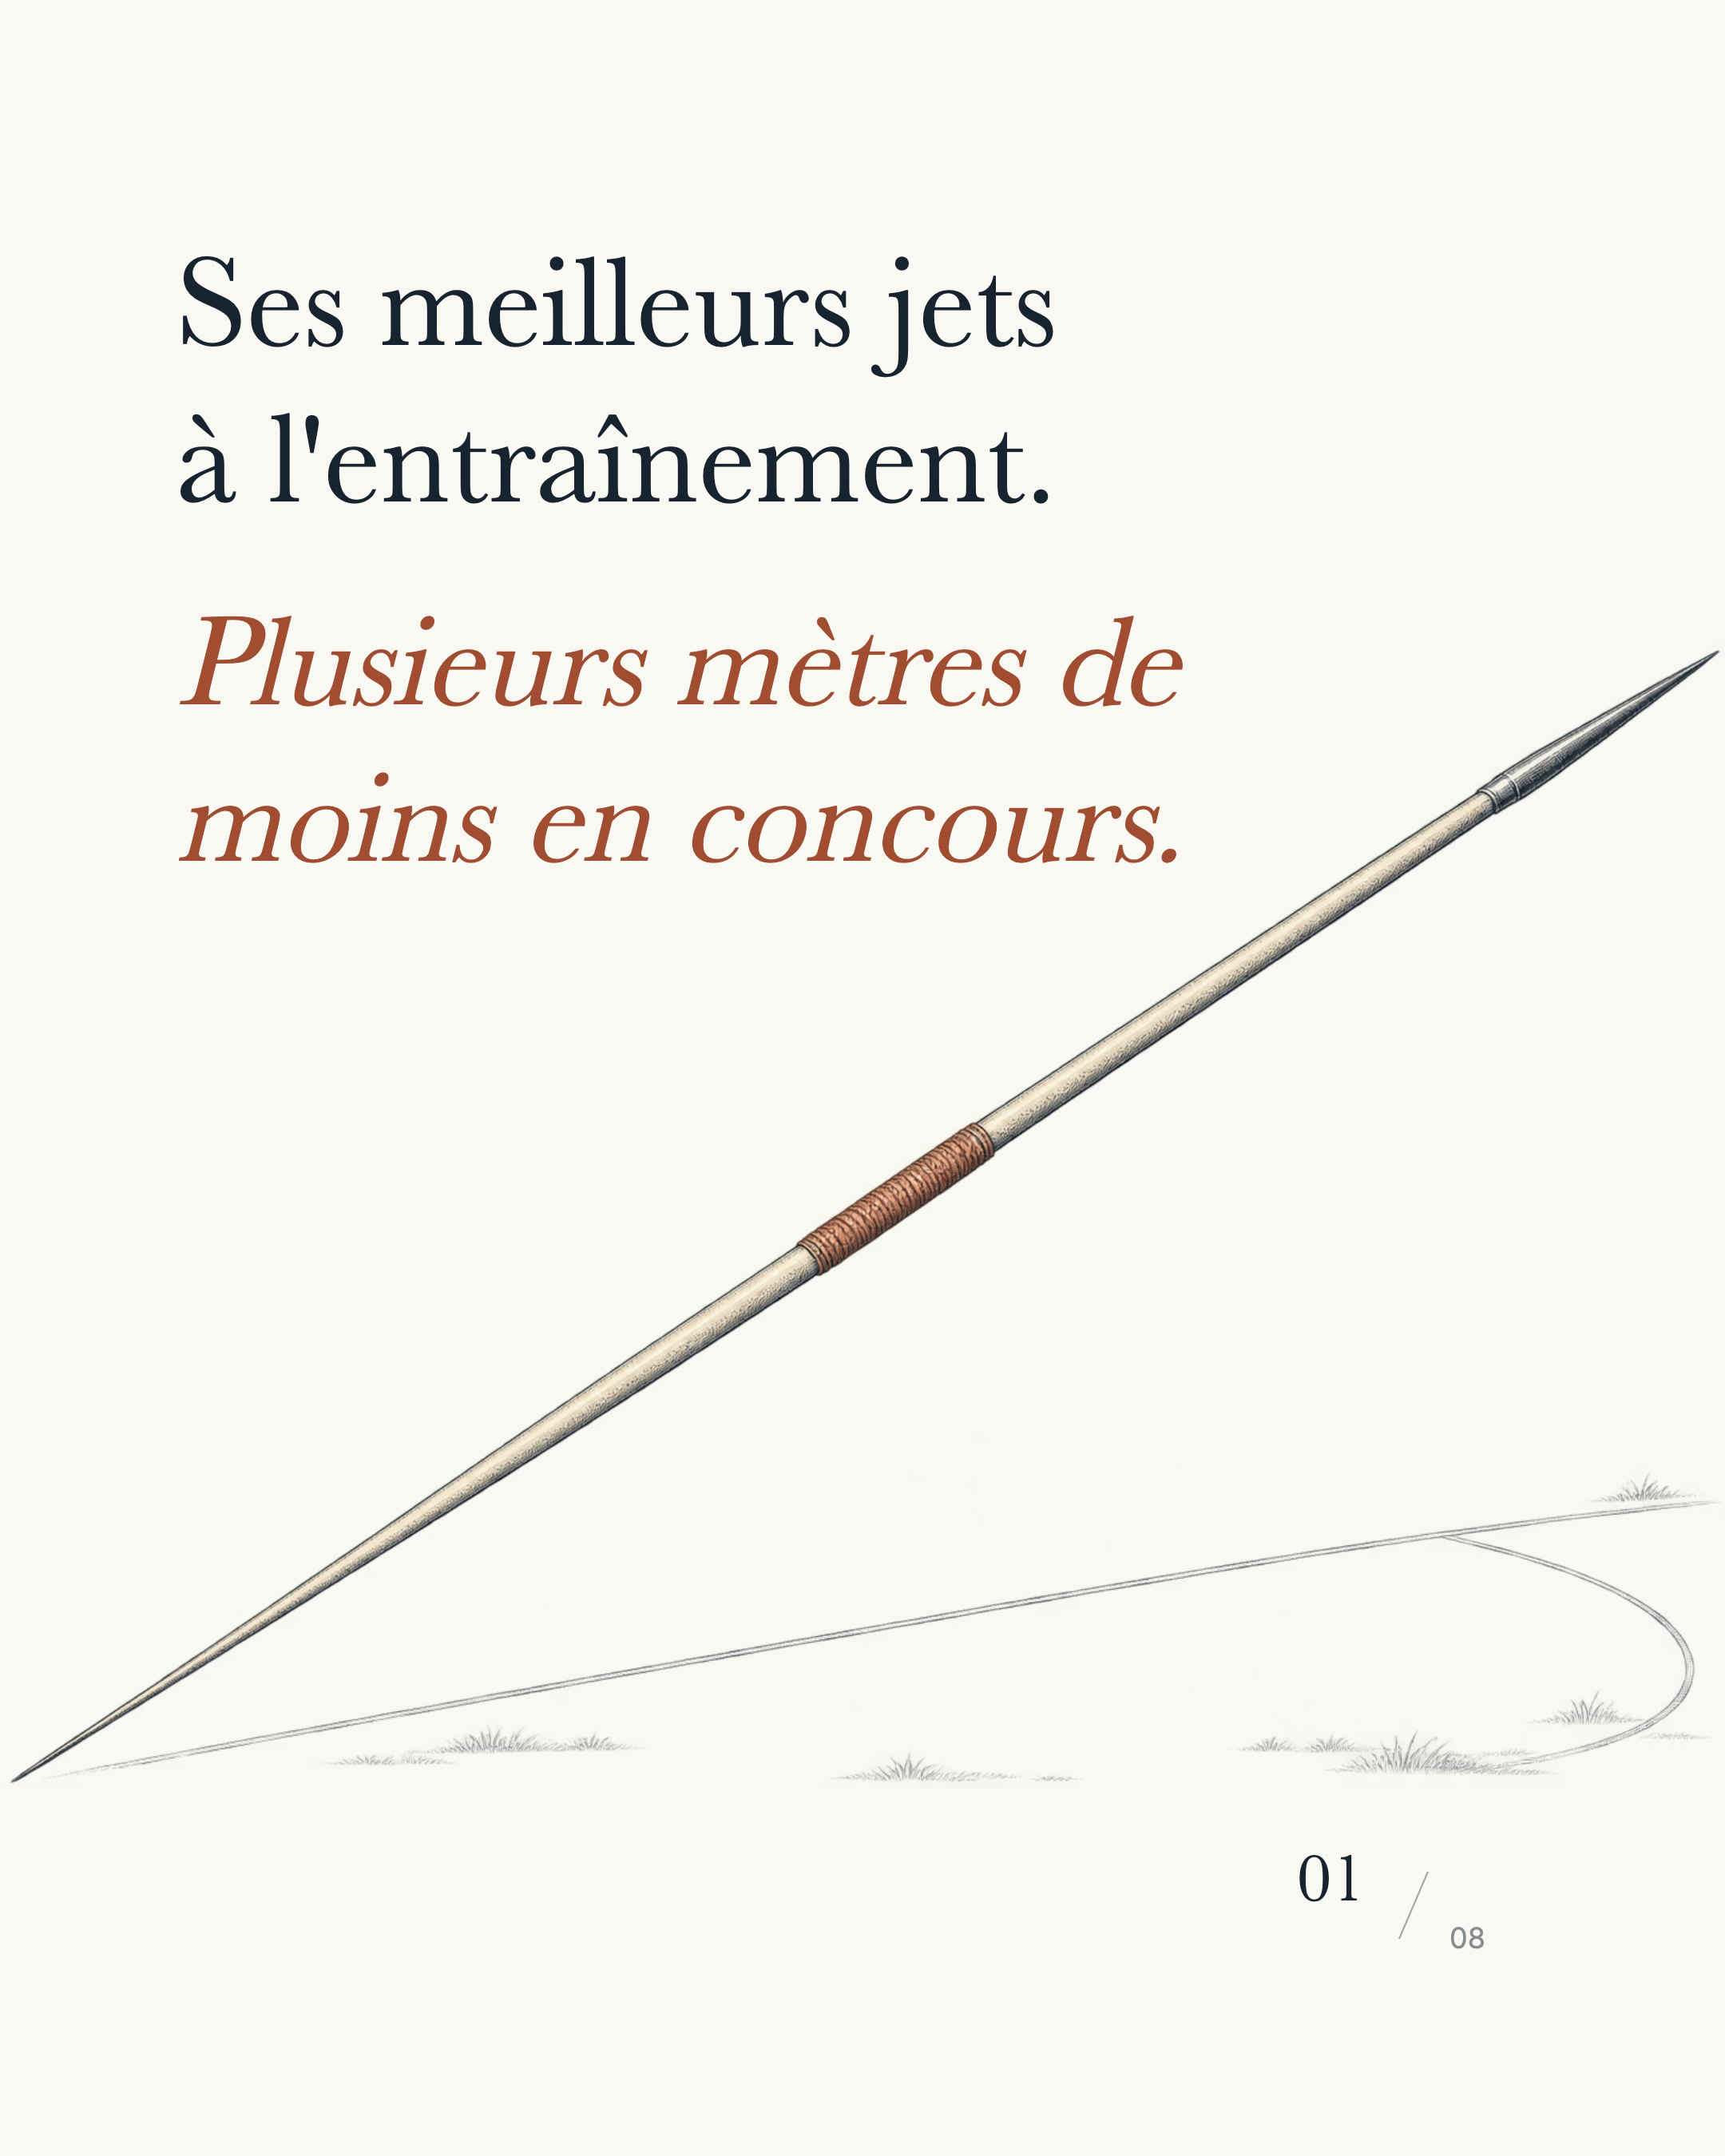 Ses meilleurs jets
à l'entraînement.
Plusieurs mètres de
moins en concours.
01 / 08